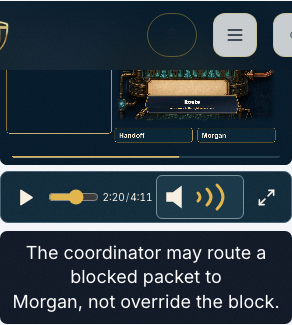 Route
Handoff
Morgan
2:20/4:11
The coordinator may route a
blocked packet to
Morgan, not override the block.